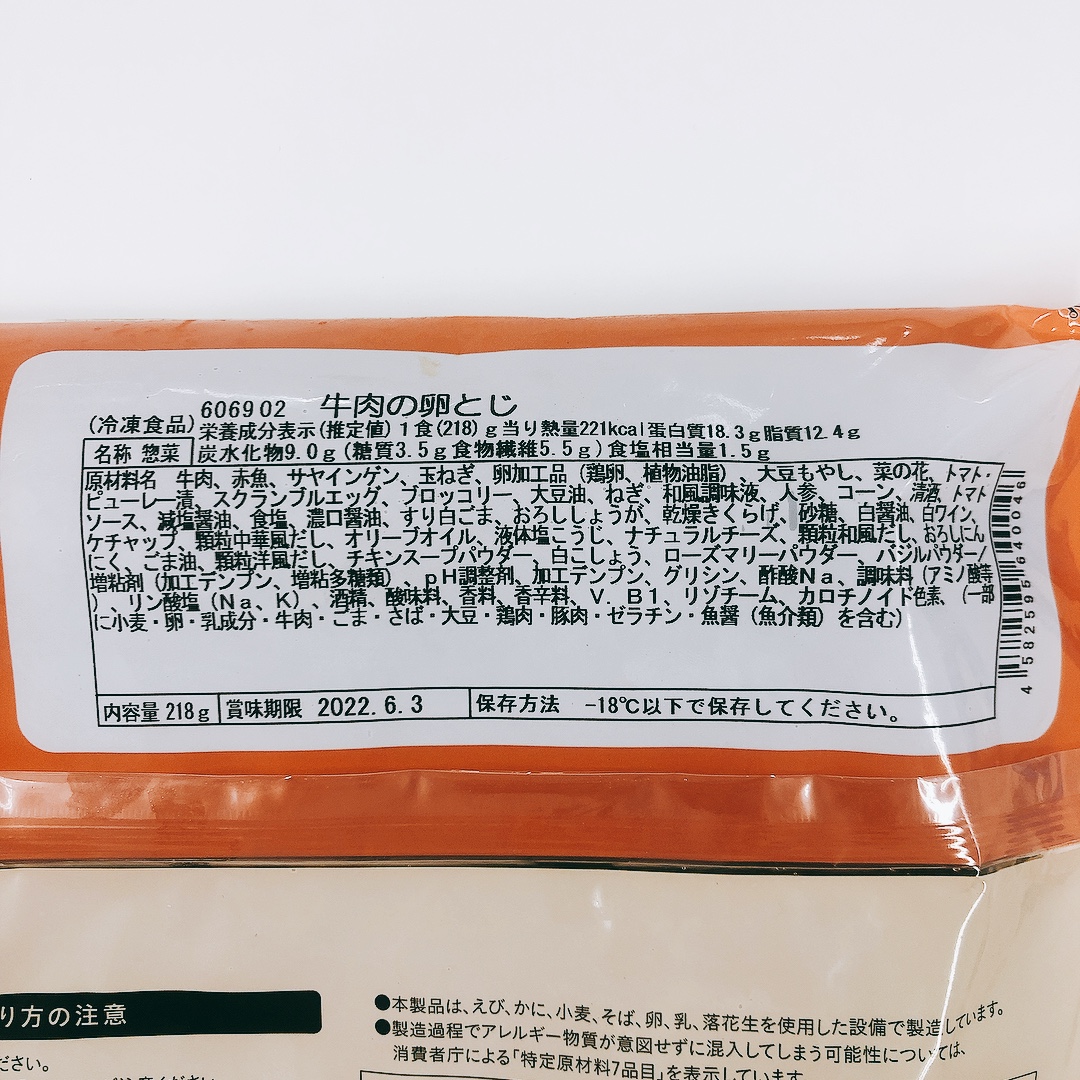 60692 牛肉の卵とじ
(冷凍食品) 栄養成分表示(推定値)1食(218)g当り熱量221kcal蛋白質18.3g脂質12.4g
名称 惣菜 炭水化物9.0g(糖質3.5g食物繊維5.5g)食塩相当量1.5g
原材料名 牛肉、赤魚、サヤインゲン、玉ねぎ、卵加工品(鶏卵、植物油脂) 大豆もやし、菜の花、トマト・
ピューレー漬、スクランブルエッグ、ブロッコリー、大豆油、ねぎ、和風調味液、人参、コーン、清酒、トマト
ソース、減塩醤油、食塩、濃口醤油、すり白ごま、おろししょうが、乾燥きくらげ、砂糖、白醤油、白ワイン、
ケチャップ、顆粒中華風だし、オリーブオイル、液体塩こうじ、ナチュラルチーズ、顆粒和風だし、おろしにん
にく、ごま油、顆粒洋風だし、チキンスープパウダー、白こしょう、ローズマリーパウダー、バジルパウダー/
増粘剤(加工デンプン、増粘多糖類)、pH調整剤、加工デンプン、グリシン、酢酸Na、調味料(アミノ酸等
)、リン酸塩(Na、K)、酒精、酸味料、香料、香辛料、V.B1、リゾチーム、カロチノイド色素、(一部
に小麦・卵・乳成分・牛肉・ごま・さば・大豆・鶏肉・豚肉・ゼラチン・魚醤(魚介類)を含む)
内容量 218g 賞味期限 2022.6.3 保存方法 -18℃以下で保存してください。
4 582595 640046
り方の注意
ださい。
●本製品は、えび、かに、小麦、そば、卵、乳、落花生を使用した設備で製造しています。
●製造過程でアレルギー物質が意図せずに混入してしまう可能性については、
消費者庁による「特定原材料7品目」を表示しています。